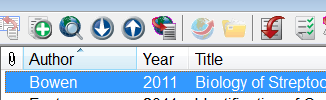 Author Year Title
Bowen 2011 Biology of Streptoc